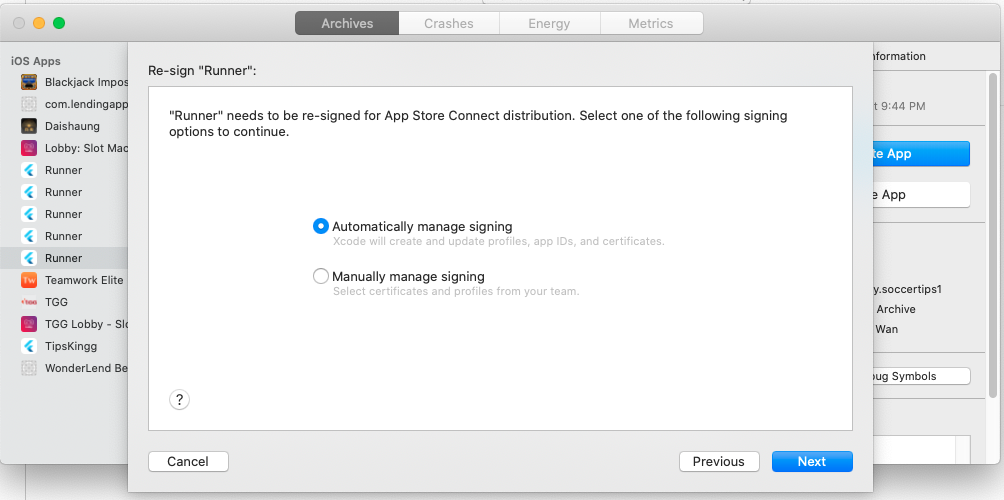 Archives
Crashes
Energy
Metrics
iOS Apps
Blackjack Impos
com.lendingapp
Daishaung
Lobby: Slot Mac
Runner
Runner
Runner
Runner
Runner
Teamwork Elite
TGG
TGG Lobby - Slo
TipsKingg
WonderLend Be
Re-sign "Runner":
"Runner" needs to be re-signed for App Store Connect distribution. Select one of the following signing
options to continue.
Automatically manage signing
Xcode will create and update profiles, app IDs, and certificates.
Manually manage signing
Select certificates and profiles from your team.
?
Cancel
Previous
Next
nformation
9:44 PM
te App
e App
y.soccertips1
Archive
Wan
bug Symbols